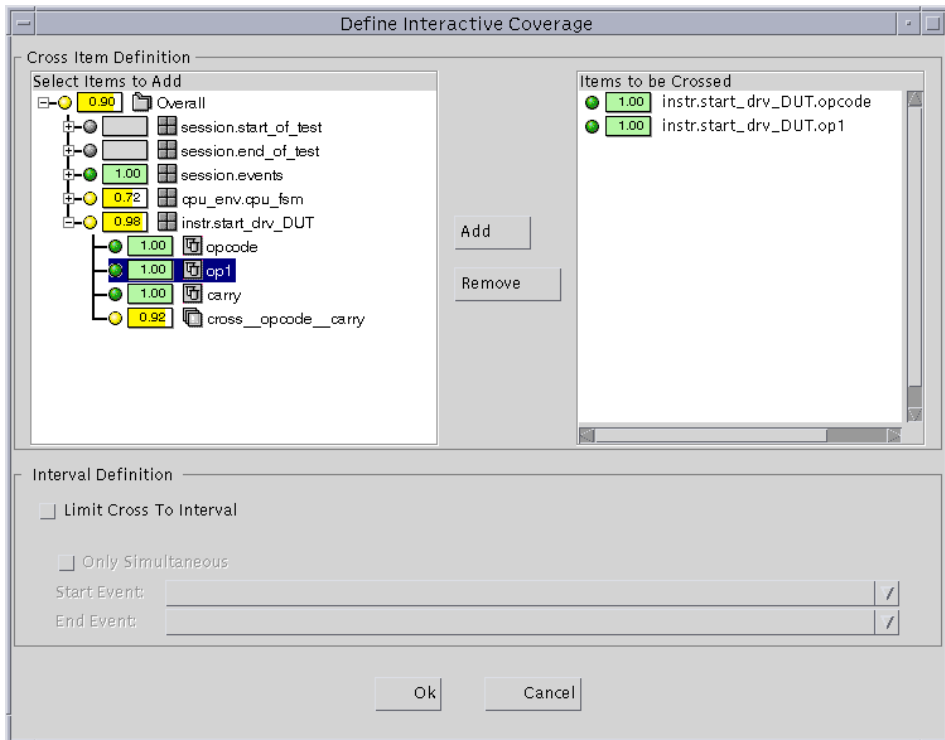 Define Interactive Coverage
Cross Item Definition
Select Items to Add
0.90 Overall
session.start_of_test
session.end_of_test
1.00 session.events
0.72 cpu_env.cpu_fsm
0.98 instr.start_drv_DUT
1.00 opcode
1.00 op1
1.00 carry
0.92 cross__opcode__carry
Add
Remove
Items to be Crossed
1.00 instr.start_drv_DUT.opcode
1.00 instr.start_drv_DUT.op1
Interval Definition
Limit Cross To Interval
Only Simultaneous
Start Event:
End Event:
Ok Cancel